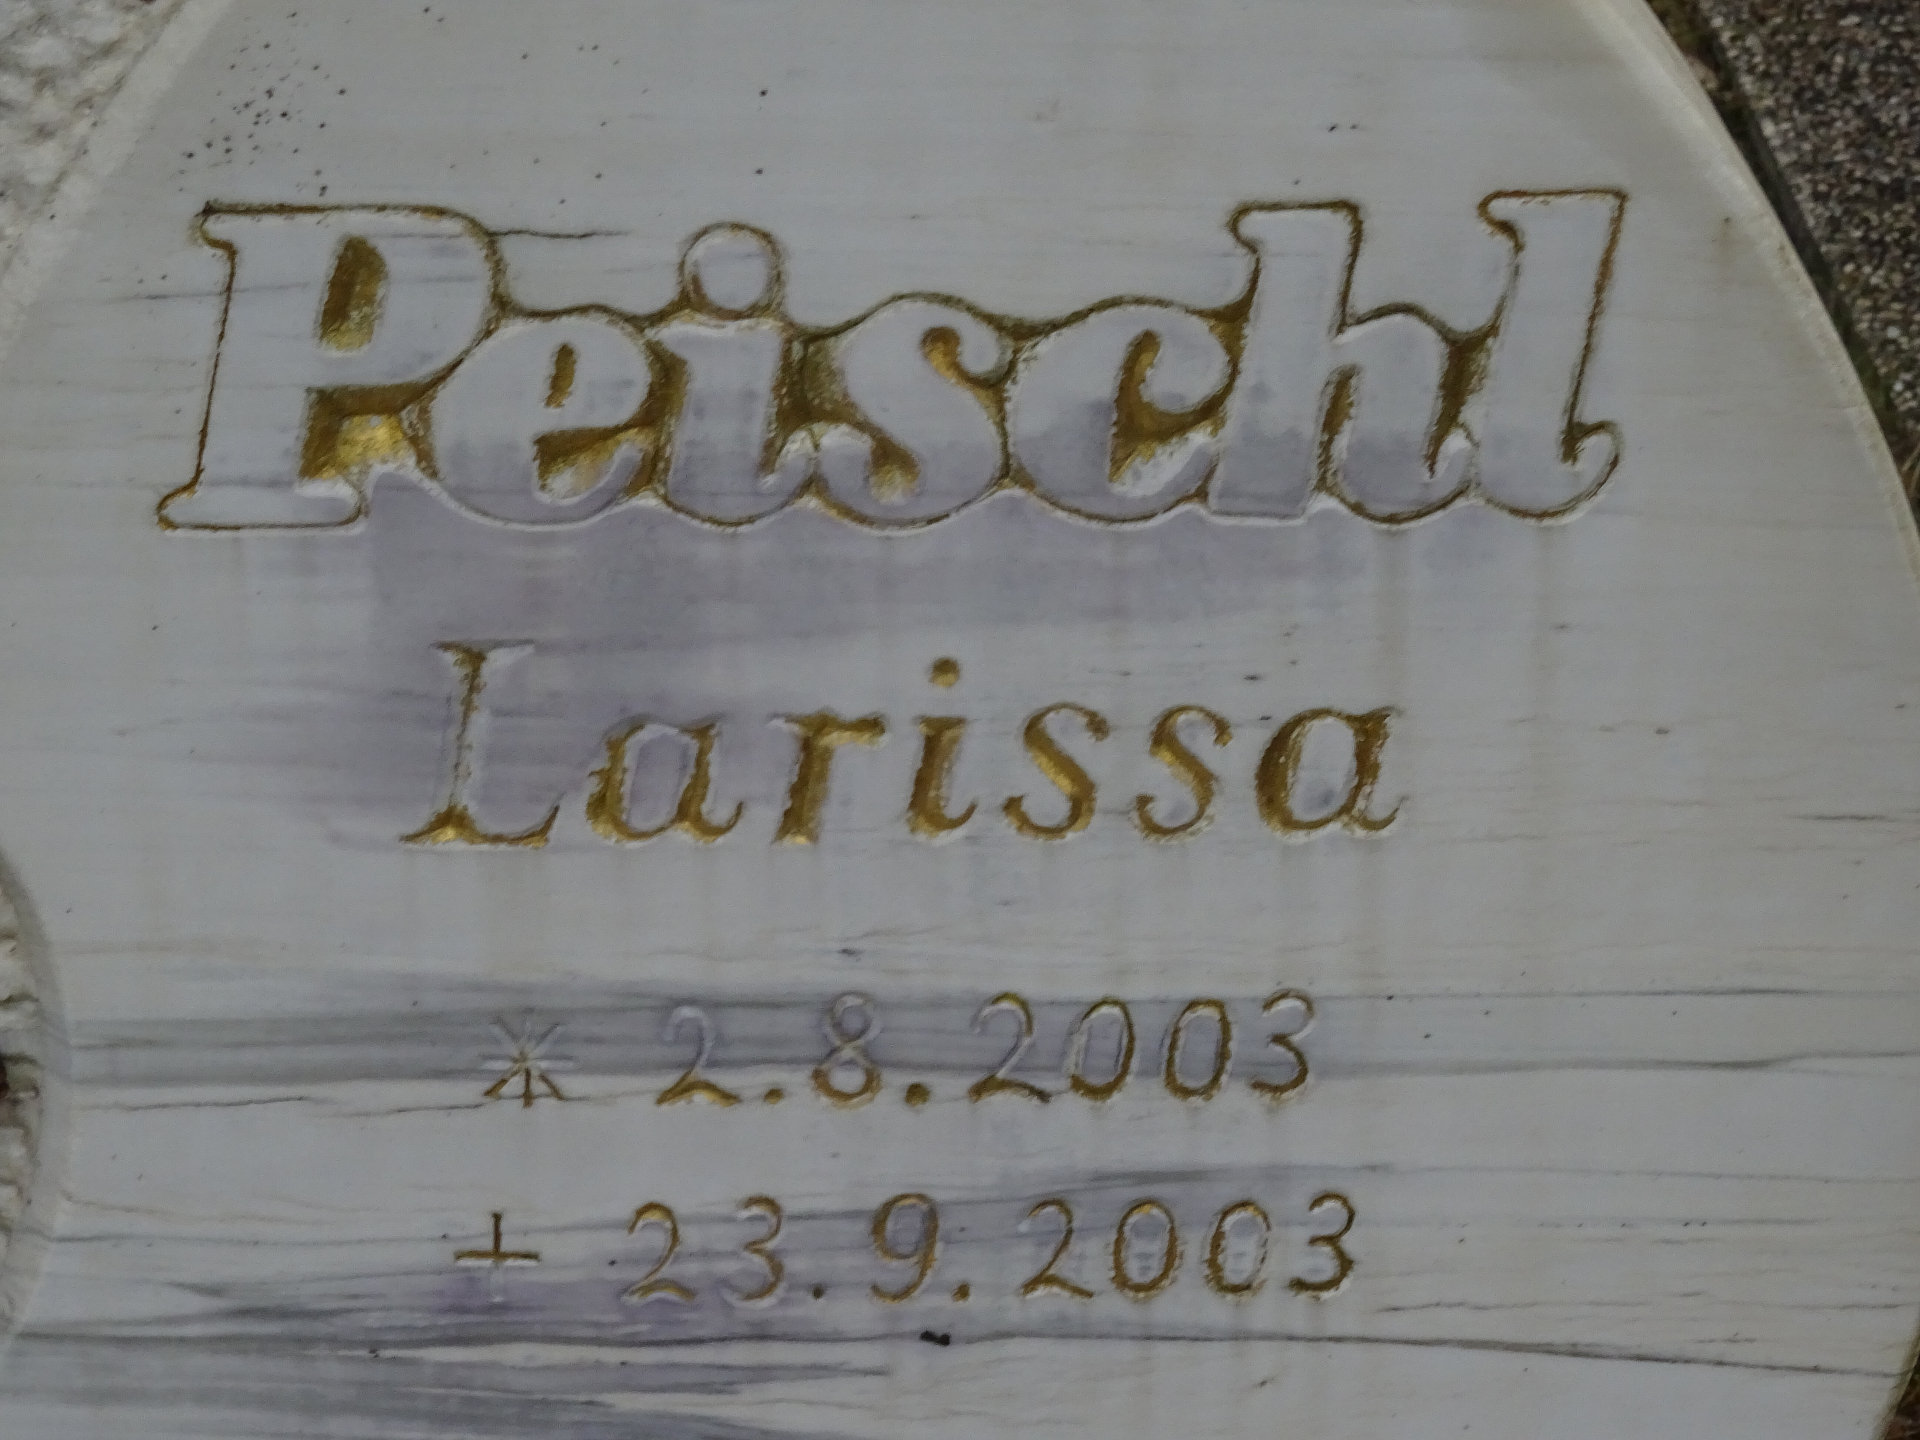 Peischl
Larissa
* 2.8.2003
+ 23.9.2003